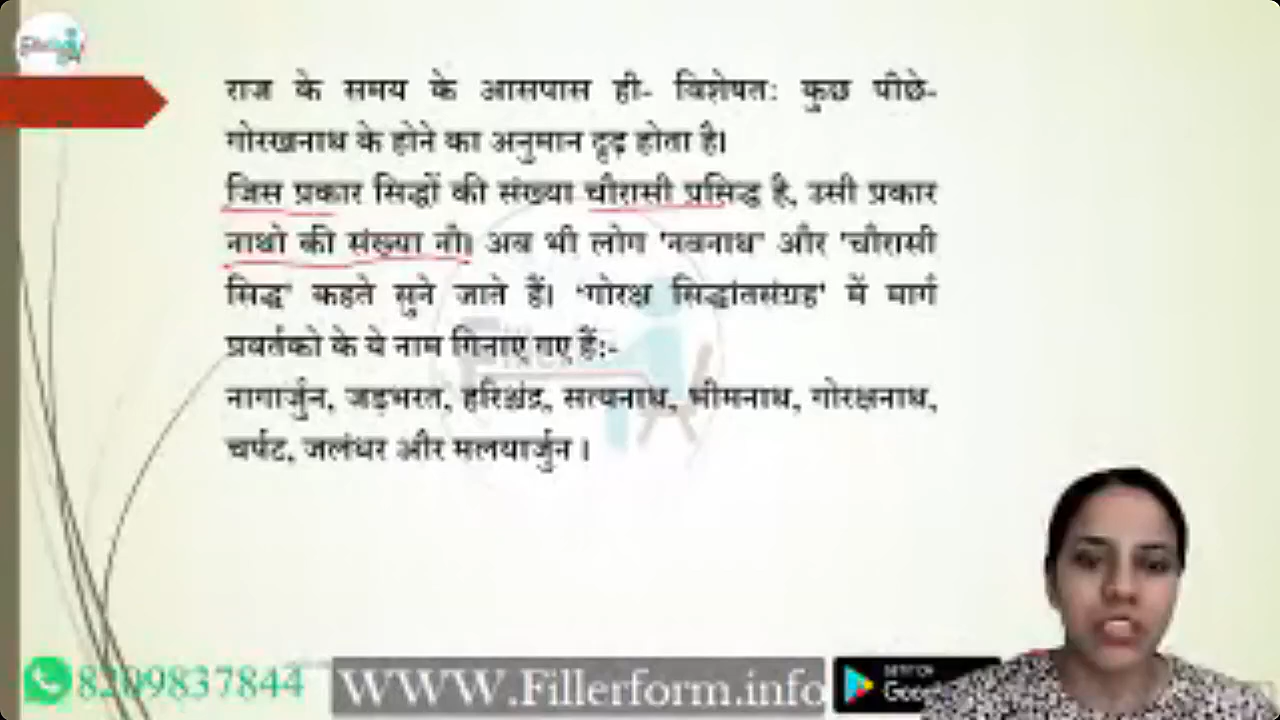 राज के समय के आसपास ही- विशेषत: कुछ पीछे-
गोरखनाथ के होने का अनुमान दृढ़ होता है।
जिस प्रकार सिद्धों की संख्या चौरासी प्रसिद्ध है, उसी प्रकार
नाथो की संख्या नौ। अब भी लोग 'नवनाथ' और 'चौरासी
सिद्ध' कहते सुने जाते हैं। 'गोरक्ष सिद्धांतसंग्रह' में मार्ग
प्रवर्तको के ये नाम गिनाए गए हैं:-
नागार्जुन, जड़भरत, हरिश्चंद्र, सत्यनाथ, भीमनाथ, गोरक्षनाथ,
चर्पट, जलंधर और मलयार्जुन ।
8209837844
WWW.Fillerform.info